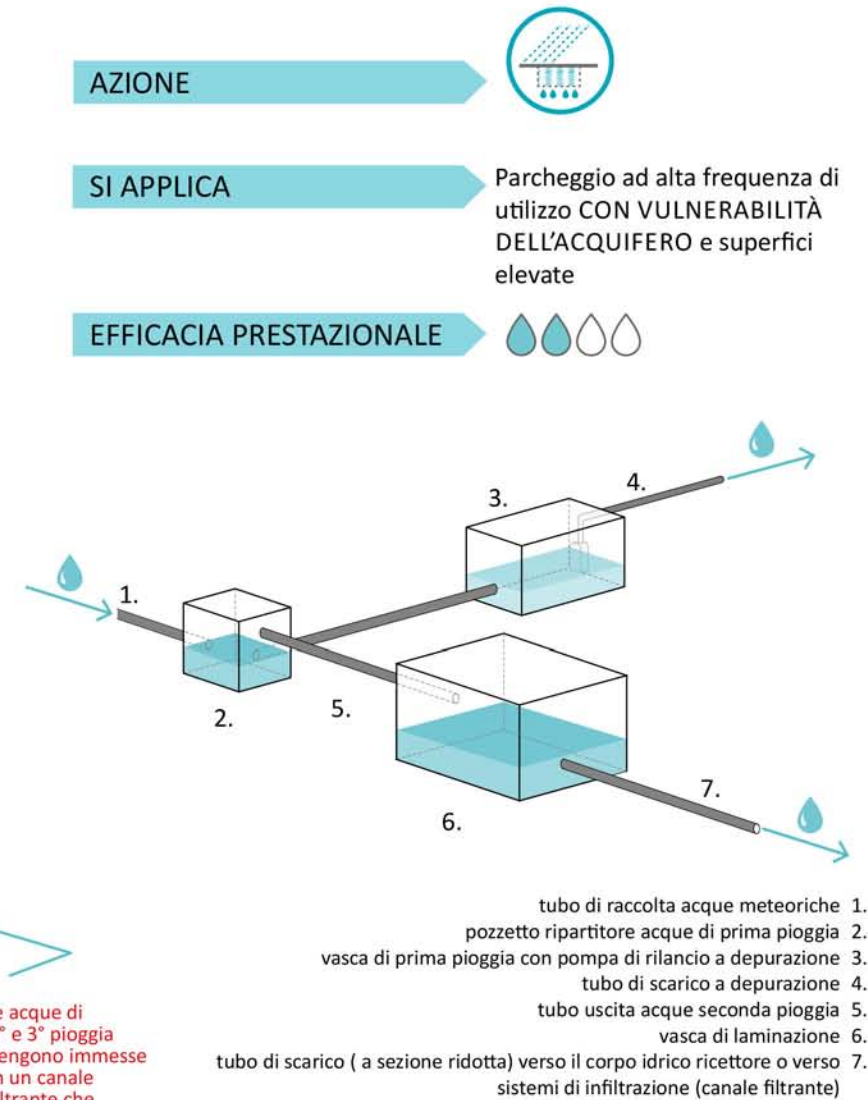 AZIONE
SI APPLICA
Parcheggio ad alta frequenza di
utilizzo CON VULNERABILITÀ
DELL'ACQUIFERO e superfici
elevate
EFFICACIA PRESTAZIONALE
1.
2.
3.
4.
5.
6.
7.
tubo di raccolta acque meteoriche 1.
pozzetto ripartitore acque di prima pioggia 2.
vasca di prima pioggia con pompa di rilancio a depurazione 3.
tubo di scarico a depurazione 4.
tubo uscita acque seconda pioggia 5.
vasca di laminazione 6.
tubo di scarico ( a sezione ridotta) verso il corpo idrico ricettore o verso 7.
sistemi di infiltrazione (canale filtrante)
acque di
° e 3° pioggia
engono immesse
un canale
ltrante che